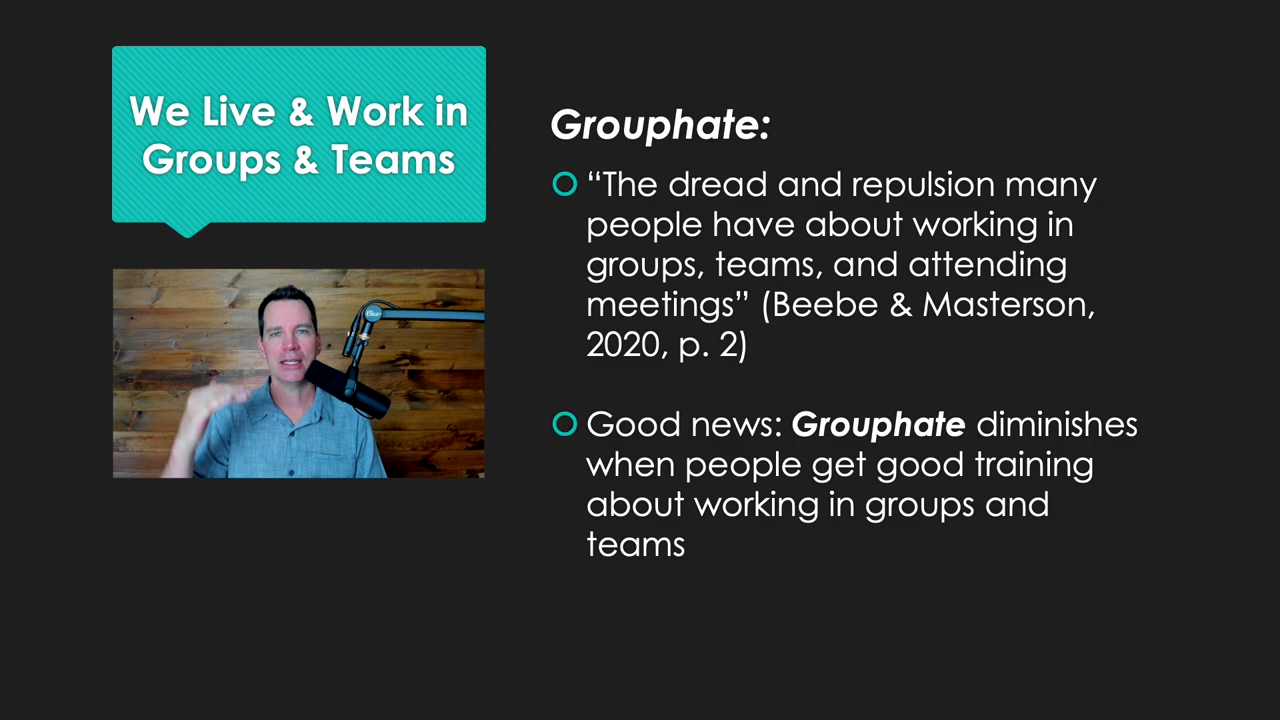 We Live & Work in
Groups & Teams
Grouphate:
“The dread and repulsion many
people have about working in
groups, teams, and attending
meetings” (Beebe & Masterson,
2020, p. 2)
Good news: Grouphate diminishes
when people get good training
about working in groups and
teams
Blue